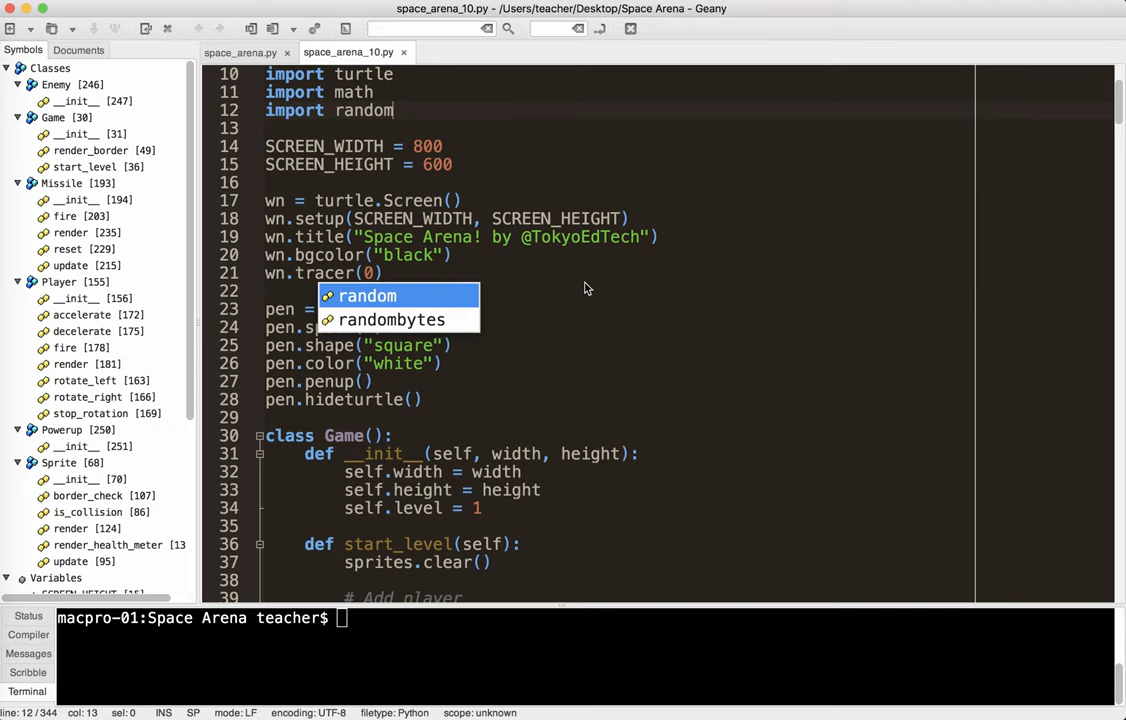 space_arena_10.py - /Users/teacher/Desktop/Space Arena - Geany
Symbols Documents
space_arena.py × space_arena_10.py ×
Classes
Enemy [246]
__init__ [247]
Game [30]
__init__ [31]
render_border [49]
start_level [36]
Missile [193]
__init__ [194]
fire [203]
render [235]
reset [229]
update [215]
Player [155]
__init__ [156]
accelerate [172]
decelerate [175]
fire [178]
render [181]
rotate_left [163]
rotate_right [166]
stop_rotation [169]
Powerup [250]
__init__ [251]
Sprite [68]
__init__ [70]
border_check [107]
is_collision [86]
render [124]
render_health_meter [13
update [95]
Variables
SCREEN_HEIGHT [15]
10 import turtle
11 import math
12 import random
13
14 SCREEN_WIDTH = 800
15 SCREEN_HEIGHT = 600
16
17 wn = turtle.Screen()
18 wn.setup(SCREEN_WIDTH, SCREEN_HEIGHT)
19 wn.title("Space Arena! by @TokyoEdTech")
20 wn.bgcolor("black")
21 wn.tracer(0)
22
random
randombytes
23 pen =
24 pen.sp
25 pen.shape("square")
26 pen.color("white")
27 pen.penup()
28 pen.hideturtle()
29
30 class Game():
31 def __init__(self, width, height):
32 self.width = width
33 self.height = height
34 self.level = 1
35
36 def start_level(self):
37 sprites.clear()
38
39 # Add player
Status
Compiler
Messages
Scribble
Terminal
macpro-01:Space Arena teacher$
line: 12 / 344 col: 13 sel: 0 INS SP mode: LF encoding: UTF-8 filetype: Python scope: unknown